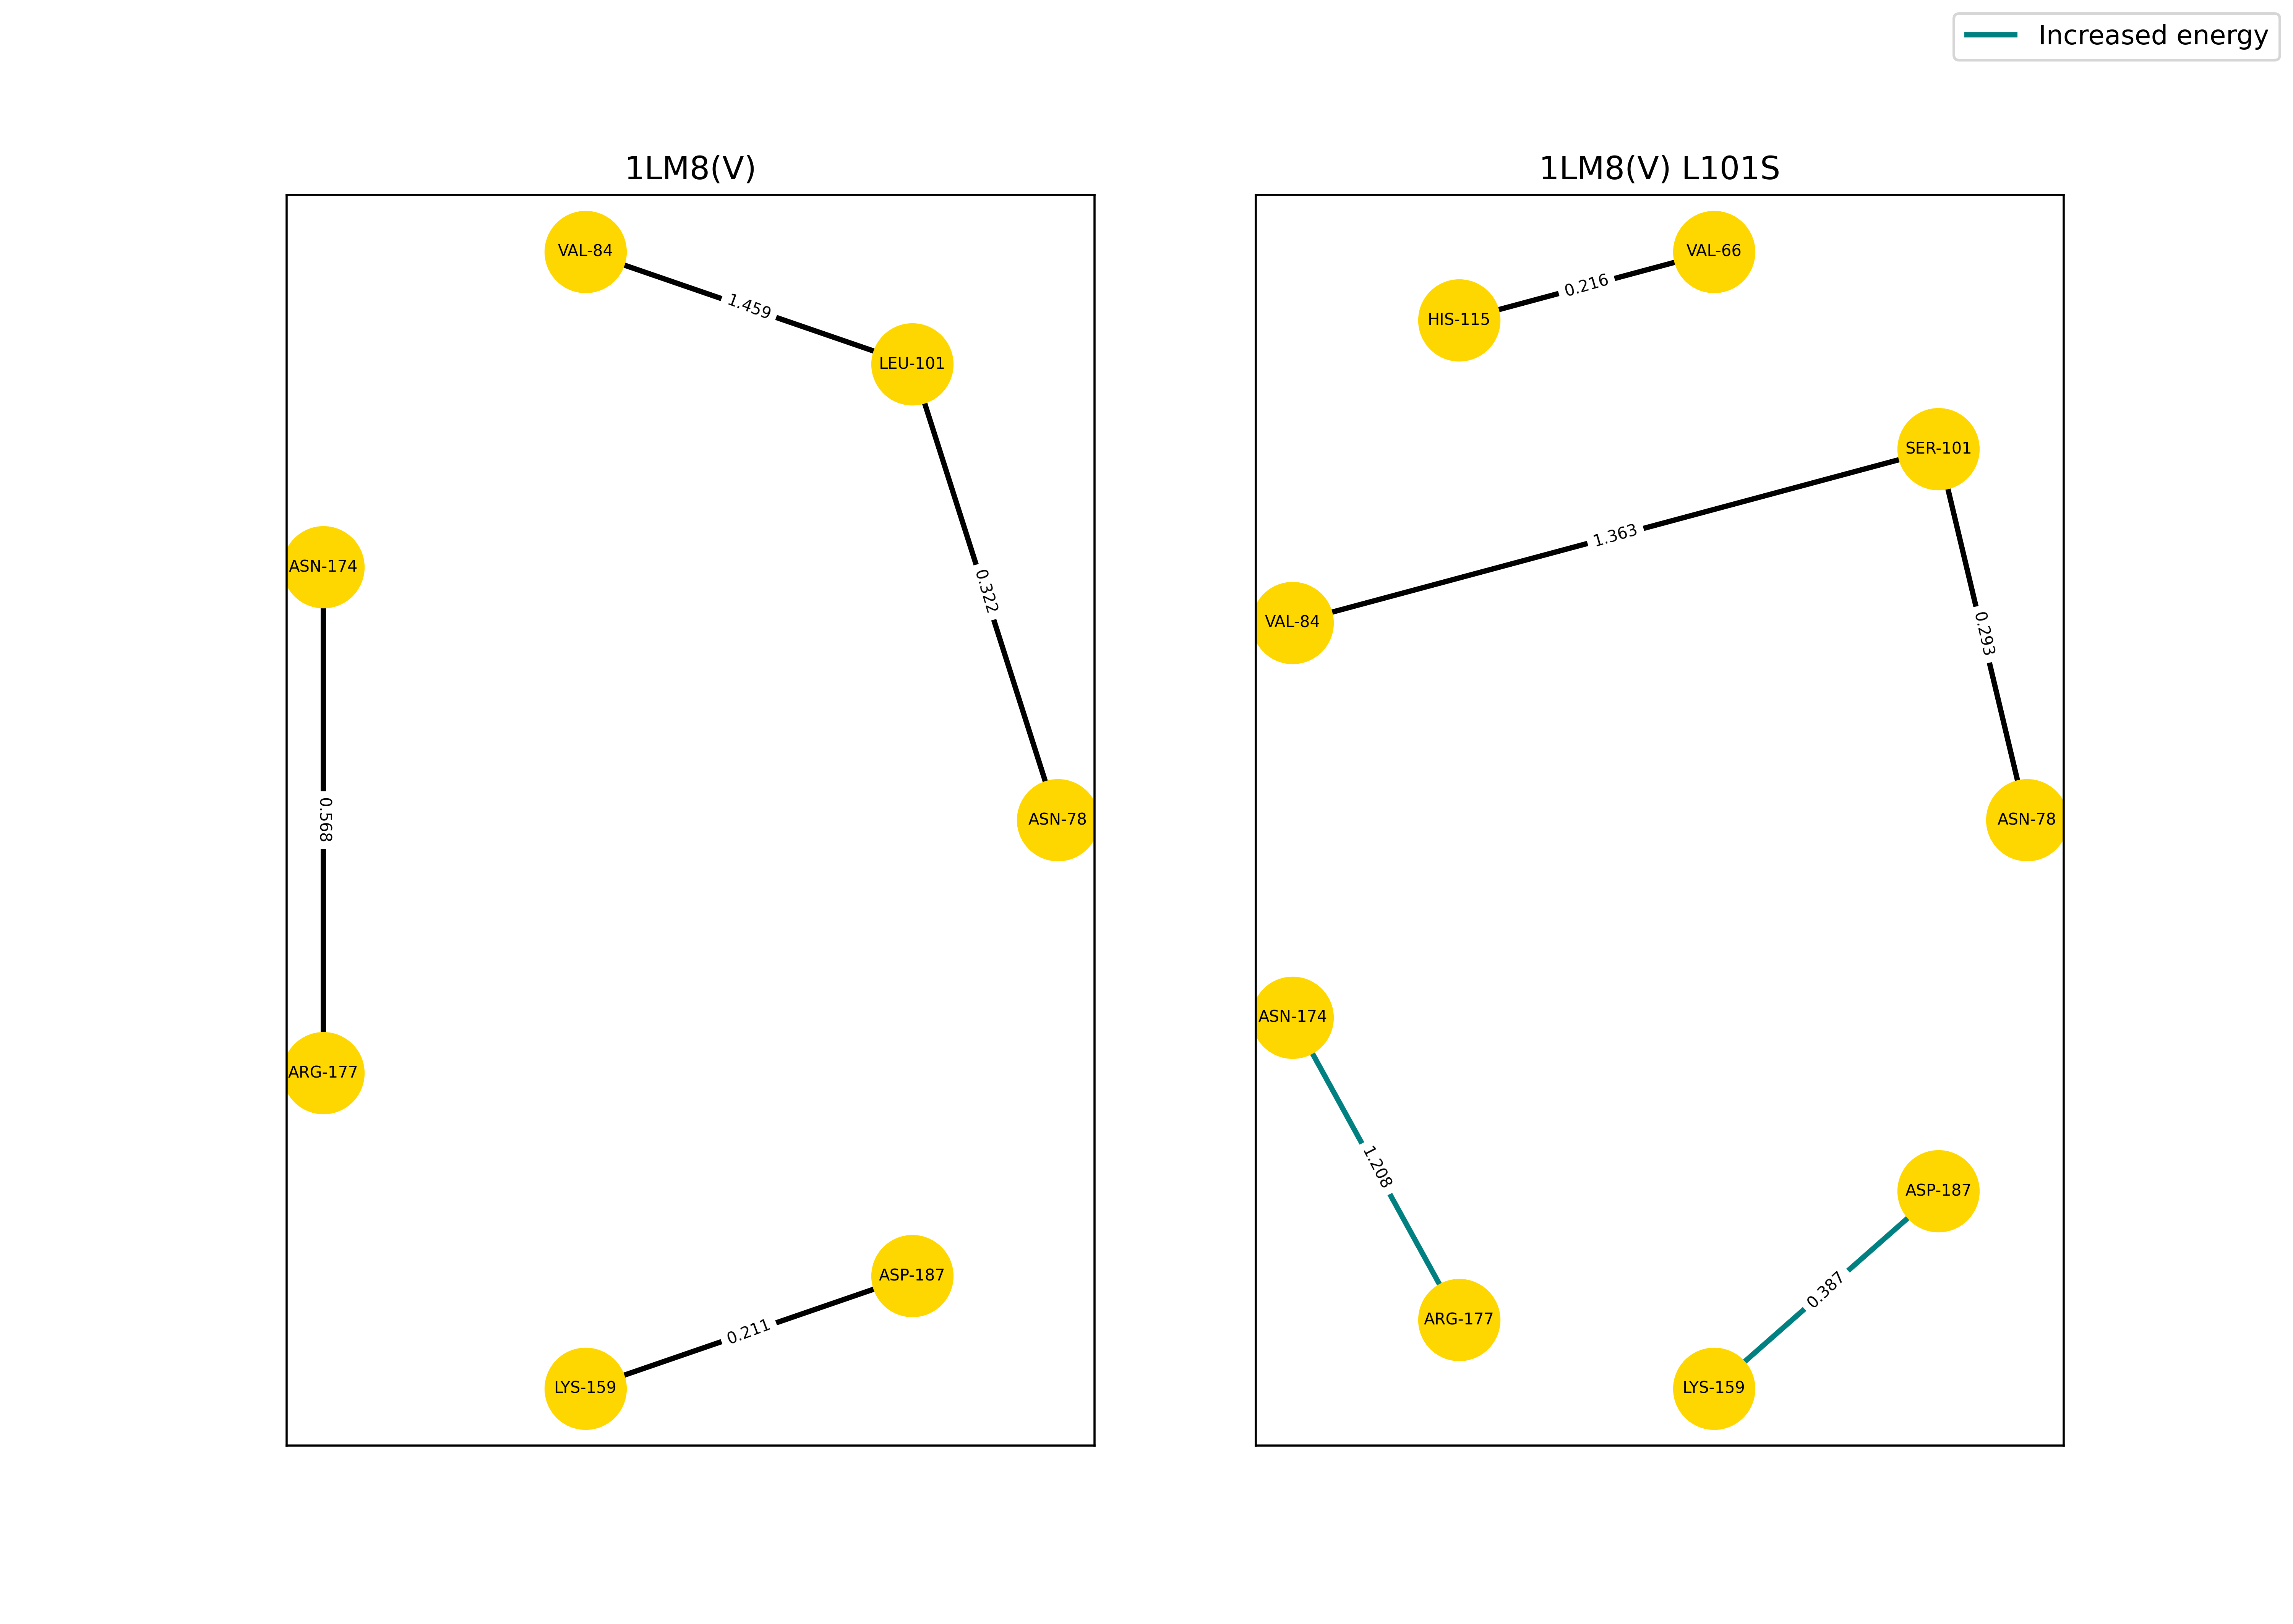 Increased energy
1LM8(V)
VAL-84
1.459
LEU-101
0.322
ASN-78
ASN-174
0.568
ARG-177
ASP-187
0.211
LYS-159
1LM8(V) L101S
VAL-66
0.216
HIS-115
SER-101
1.363
VAL-84
0.293
ASN-78
ASN-174
1.208
ARG-177
ASP-187
0.387
LYS-159